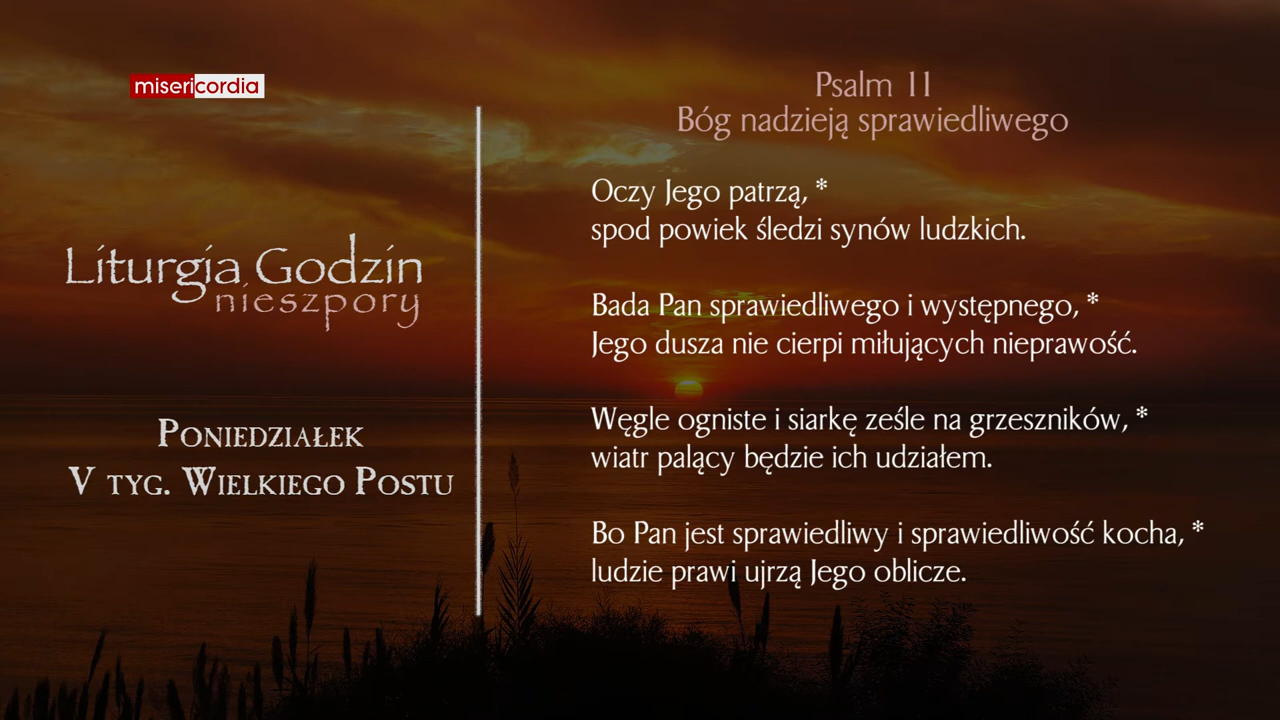 misericordia
Liturgia Godzin
nieszpory
Poniedziałek
V tyg. Wielkiego Postu
Psalm 11
Bóg nadzieją sprawiedliwego
Oczy Jego patrzą, *
spod powiek śledzi synów ludzkich.
Bada Pan sprawiedliwego i występnego, *
Jego dusza nie cierpi miłujących nieprawość.
Węgle ogniste i siarkę ześle na grzeszników, *
wiatr palący będzie ich udziałem.
Bo Pan jest sprawiedliwy i sprawiedliwość kocha, *
ludzie prawi ujrzą Jego oblicze.